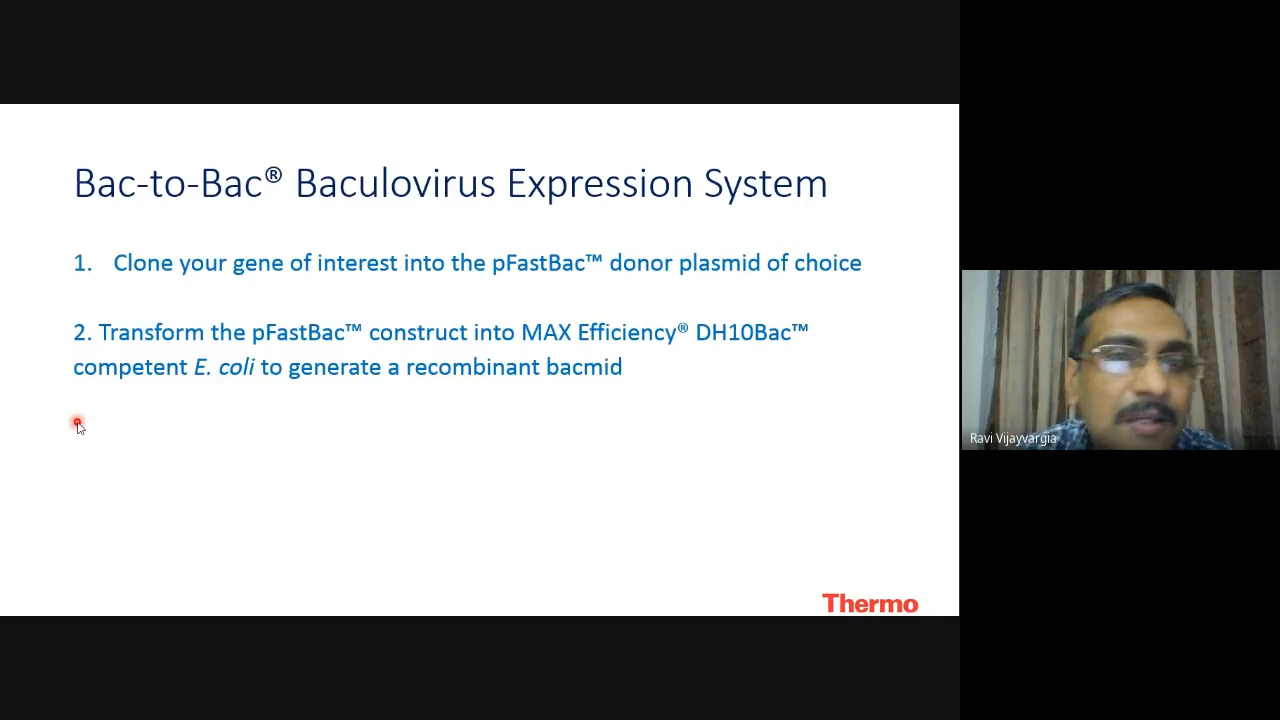 Bac-to-Bac® Baculovirus Expression System
1. Clone your gene of interest into the pFastBac™ donor plasmid of choice
2. Transform the pFastBac™ construct into MAX Efficiency® DH10Bac™
competent E. coli to generate a recombinant bacmid
Ravi Vijayvargia
Thermo